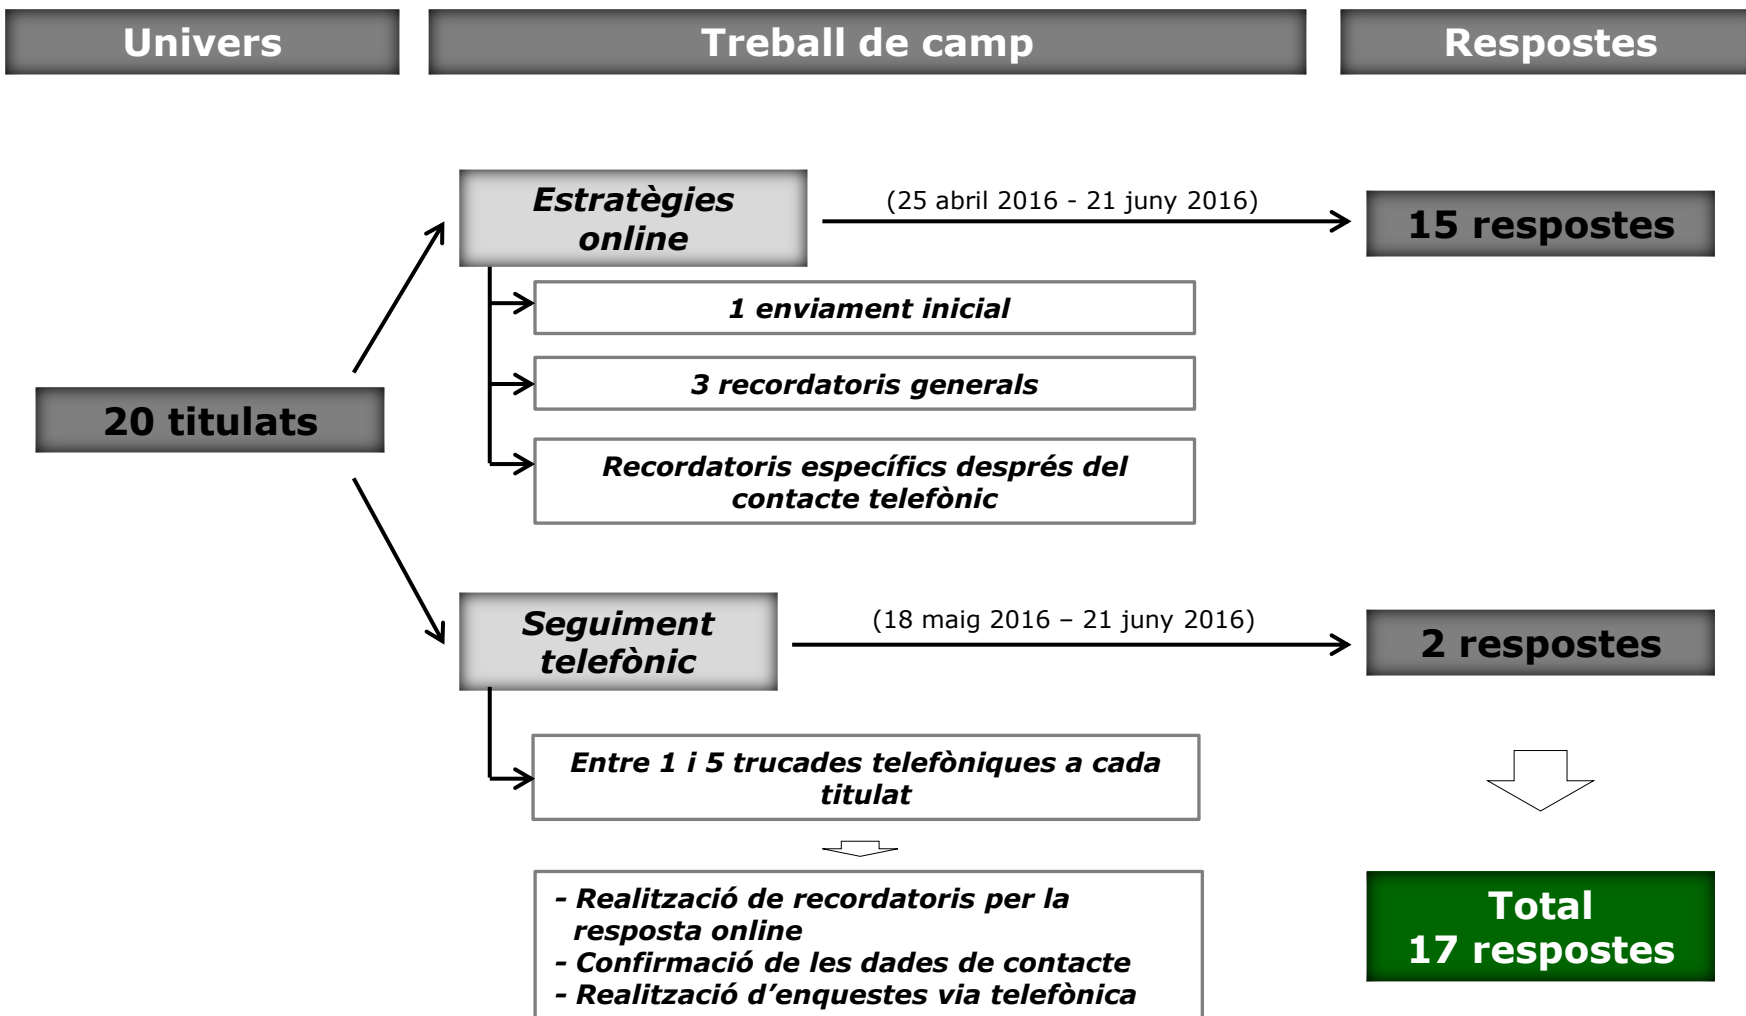 Univers
Treball de camp
Respostes
Estratègies
online
(25 abril 2016 - 21 juny 2016)
15 respostes
1 enviament inicial
3 recordatoris generals
20 titulats
Recordatoris específics després del
contacte telefònic
Seguiment
telefònic
(18 maig 2016 – 21 juny 2016)
2 respostes
Entre 1 i 5 trucades telefòniques a cada
titulat
- Realització de recordatoris per la
resposta online
- Confirmació de les dades de contacte
- Realització d’enquestes via telefònica
Total
17 respostes